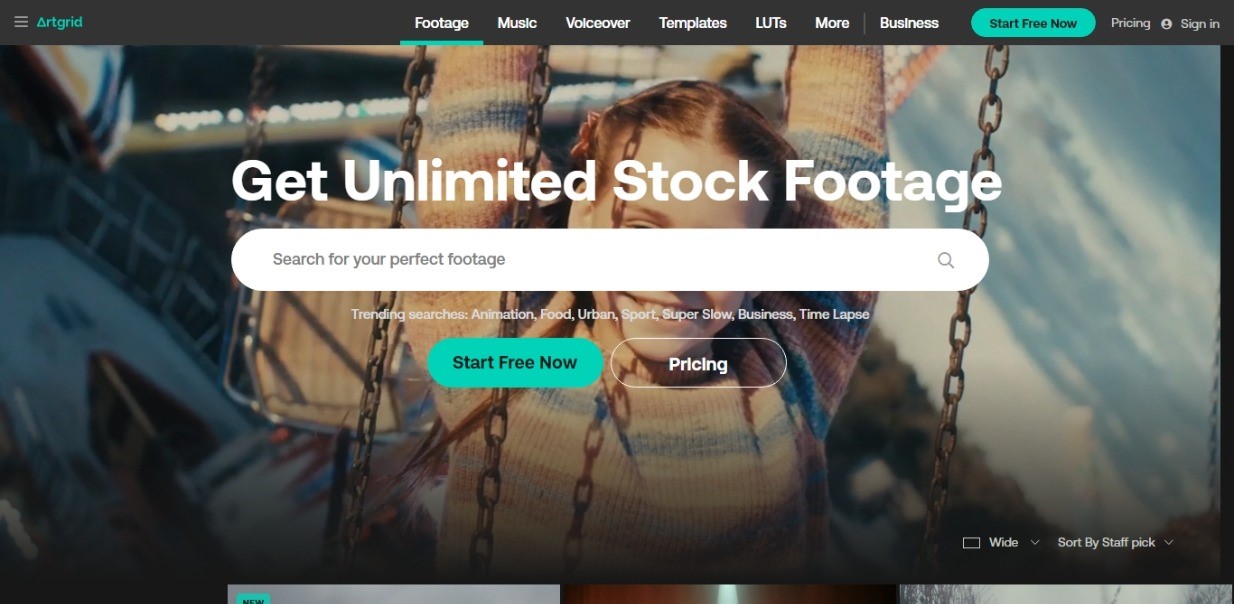 Artgrid
Footage Music Voiceover Templates LUTs More Business Start Free Now Pricing Sign in
Get Unlimited Stock Footage
Search for your perfect footage
Trending searches: Animation, Food, Urban, Sport, Super Slow, Business, Time Lapse
Start Free Now Pricing
Wide Sort By Staff pick
NEW